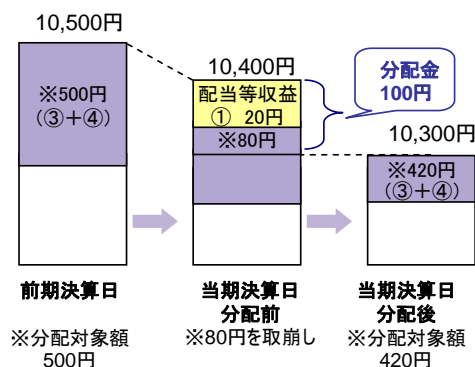 10,500円
※500円
(③+④)
10,400円
配当等収益
① 20円
※80円
分配金
100円
10,300円
※420円
(③+④)
前期決算日
※分配対象額
500円
当期決算日
分配前
※80円を取崩し
当期決算日
分配後
※分配対象額
420円